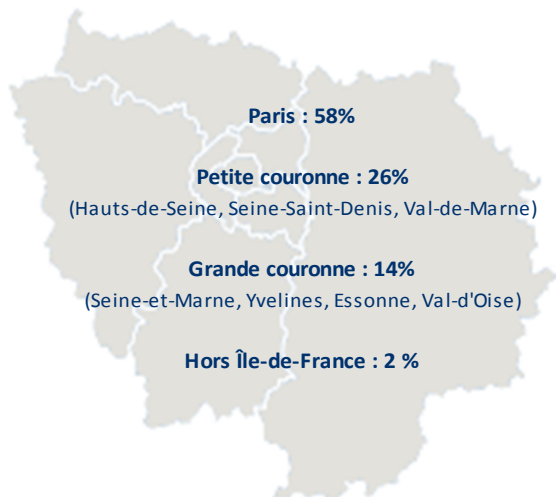 Paris : 58%
Petite couronne : 26%
(Hauts-de-Seine, Seine-Saint-Denis, Val-de-Marne)
Grande couronne : 14%
(Seine-et-Marne, Yvelines, Essonne, Val-d'Oise)
Hors Île-de-France : 2 %